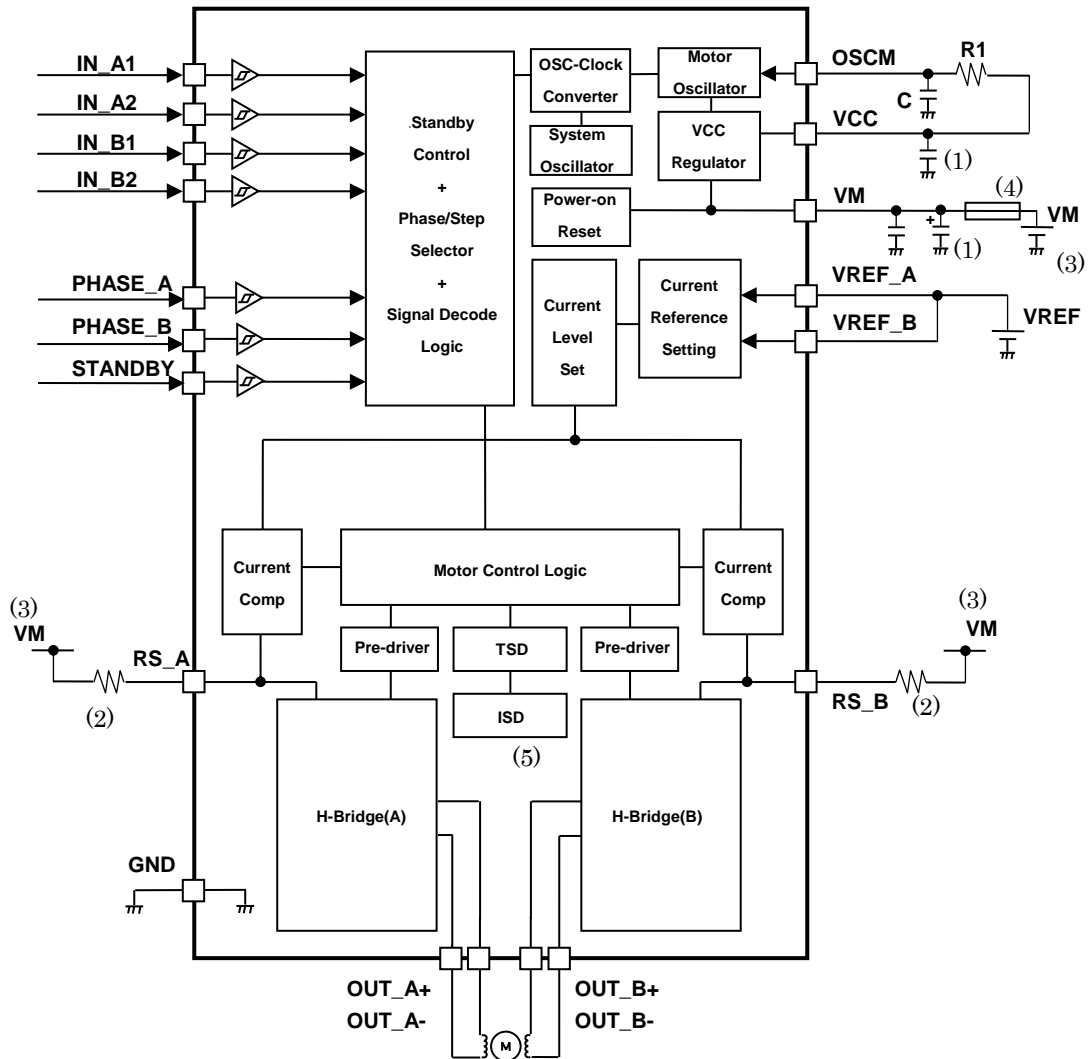 IN_A1
IN_A2
IN_B1
IN_B2
PHASE_A
PHASE_B
STANDBY
.Standby
Control
+
Phase/Step
Selector
+
Signal Decode
Logic
OSC-Clock
Converter
Motor
Oscillator
System
Oscillator
VCC
Regulator
Power-on
Reset
Current
Level
Set
Current
Reference
Setting
OSCM
R1
C
VCC
(1)
(4)
VM
VM
(1)
(3)
VREF_A
VREF_B
VREF
Current
Comp
Motor Control Logic
Current
Comp
Pre-driver
TSD
Pre-driver
ISD
(5)
(3)
VM
RS_A
(2)
(3)
VM
RS_B
(2)
H-Bridge(A)
H-Bridge(B)
GND
OUT_A+
OUT_A-
OUT_B+
OUT_B-
M